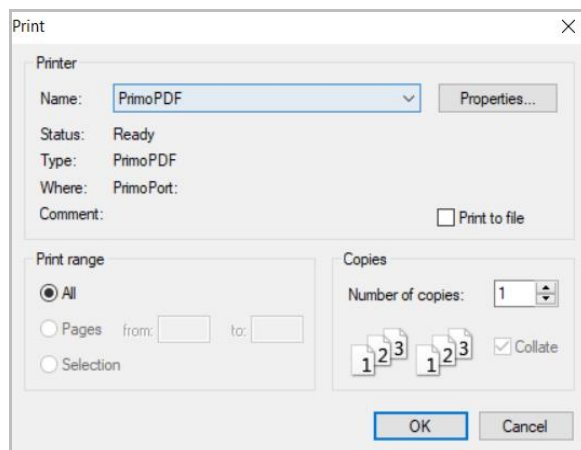 Print
Printer
Name: PrimoPDF Properties...
Status: Ready
Type: PrimoPDF
Where: PrimoPort:
Comment:
Print to file
Print range
All
Pages from: to:
Selection
Copies
Number of copies: 1
1 2 3 1 2 3
Collate
OK Cancel